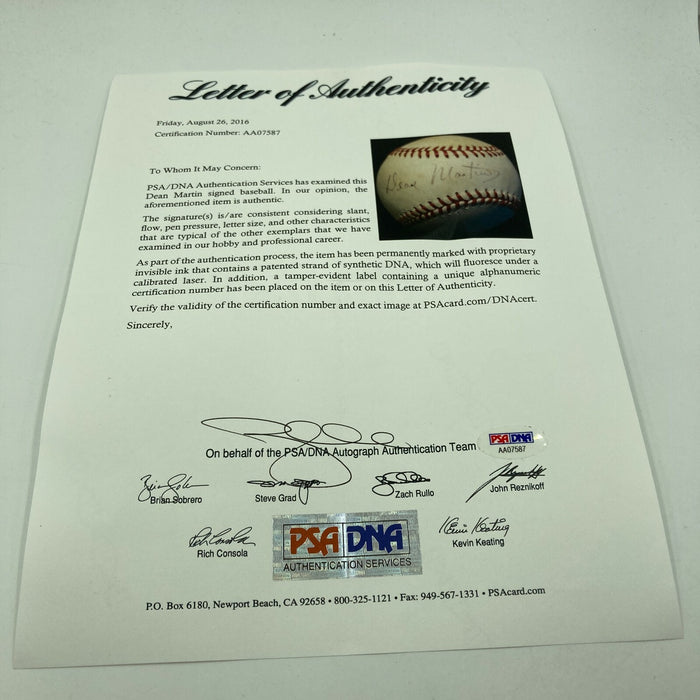 Letter of Authenticity
Friday, August 26, 2016
Certification Number: AA07587
To Whom It May Concern:
PSA/DNA Authentication Services has examined this
Dean Martin signed baseball. In our opinion, the
aforementioned item is authentic.
The signature(s) is/are consistent considering slant,
flow, pen pressure, letter size, and other characteristics
that are typical of the other exemplars that we have
examined in our hobby and professional career.
Dean Martin
As part of the authentication process, the item has been permanently marked with proprietary
invisible ink that contains a patented strand of synthetic DNA, which will fluoresce under a
calibrated laser. In addition, a tamper-evident label containing a unique alphanumeric
certification number has been placed on the item or on this Letter of Authenticity.
Verify the validity of the certification number and exact image at PSAcard.com/DNAcert.
Sincerely,
On behalf of the PSA/DNA Autograph Authentication Team
PSA DNA
AA07587
Brian Sobrero
Steve Grad
Zach Rullo
John Reznikoff
Rich Consola
Kevin Keating
Kevin Keating
PSA DNA
AUTHENTICATION SERVICES
P.O. Box 6180, Newport Beach, CA 92658 • 800-325-1121 • Fax: 949-567-1331 • PSAcard.com